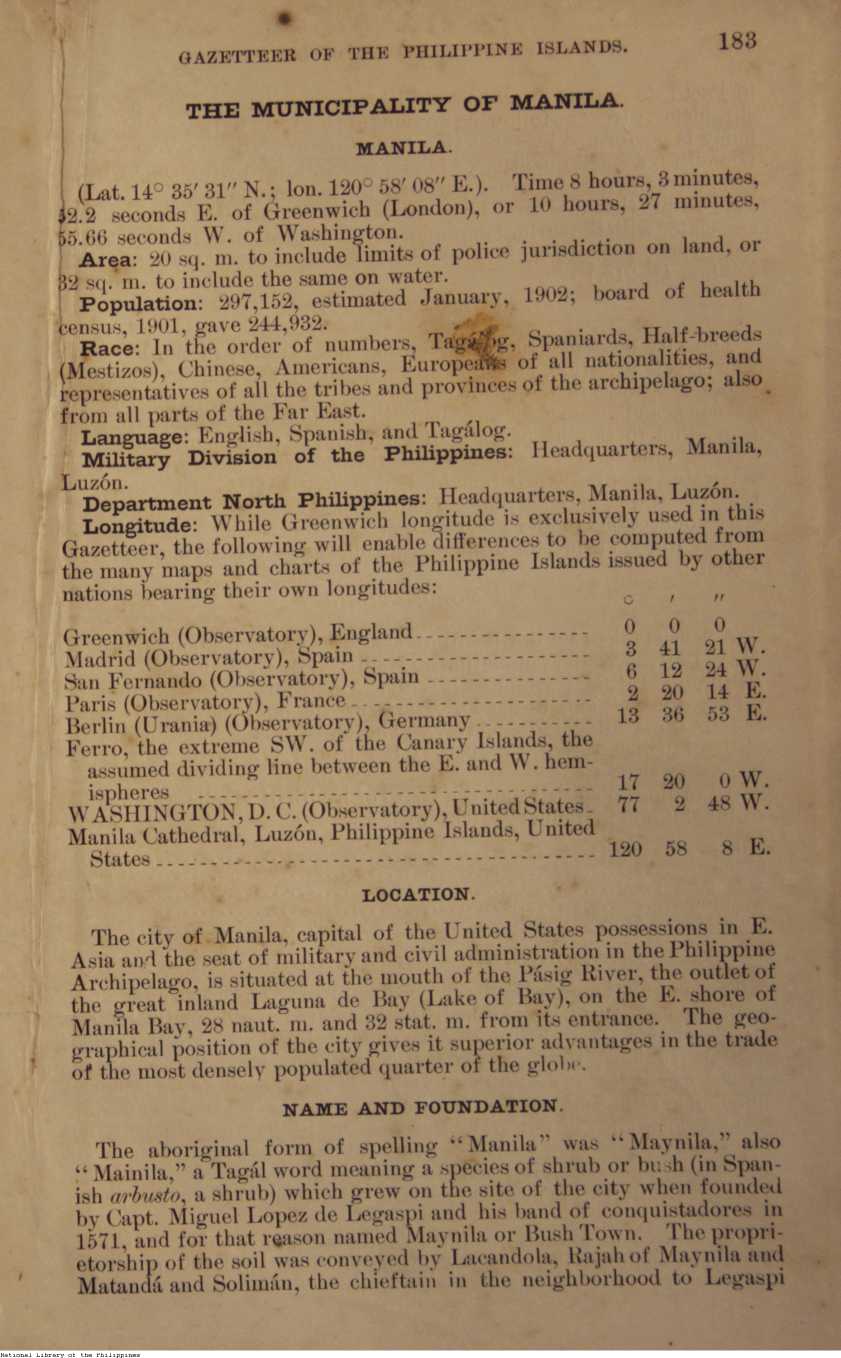 GAZETTEER OF THE PHILIPPINE ISLANDS. 183
THE MUNICIPALITY OF MANILA.
MANILA.
(Lat. 14° 35′ 31″ N.; lon. 120° 58′ 08″ E.). Time 8 hours, 3 minutes,
52.2 seconds E. of Greenwich (London), or 10 hours, 27 minutes,
55.66 seconds W. of Washington.
Area: 20 sq. m. to include limits of police jurisdiction on land, or
32 sq. m. to include the same on water.
Population: 297,152, estimated January, 1902; board of health
census, 1901, gave 244,932.
Race: In the order of numbers, Tagálog, Spaniards, Half-breeds
(Mestizos), Chinese, Americans, Europeans of all nationalities, and
representatives of all the tribes and provinces of the archipelago; also
from all parts of the Far East.
Language: English, Spanish, and Tagálog.
Military Division of the Philippines: Headquarters, Manila,
Luzón.
Department North Philippines: Headquarters, Manila, Luzón.
Longitude: While Greenwich longitude is exclusively used in this
Gazetteer, the following will enable differences to be computed from
the many maps and charts of the Philippine Islands issued by other
nations bearing their own longitudes:
° ′ ″
Greenwich (Observatory), England 0 0 0
Madrid (Observatory), Spain 3 41 21 W.
San Fernando (Observatory), Spain 6 12 24 W.
Paris (Observatory), France 2 20 14 E.
Berlin (Urania) (Observatory), Germany 13 36 53 E.
Ferro, the extreme SW. of the Canary Islands, the
assumed dividing line between the E. and W. hem-
ispheres 17 20 0 W.
WASHINGTON, D. C. (Observatory), United States 77 2 48 W.
Manila Cathedral, Luzón, Philippine Islands, United
States 120 58 8 E.
LOCATION.
The city of Manila, capital of the United States possessions in E.
Asia and the seat of military and civil administration in the Philippine
Archipelago, is situated at the mouth of the Pásig River, the outlet of
the great inland Laguna de Bay (Lake of Bay), on the E. shore of
Manila Bay, 28 naut. m. and 32 stat. m. from its entrance. The geo-
graphical position of the city gives it superior advantages in the trade
of the most densely populated quarter of the globe.
NAME AND FOUNDATION.
The aboriginal form of spelling “Manila” was “Maynila,” also
“Mainila,” a Tagál word meaning a species of shrub or bush (in Span-
ish arbusto, a shrub) which grew on the site of the city when founded
by Capt. Miguel Lopez de Legaspi and his band of conquistadores in
1571, and for that reason named Maynila or Bush Town. The propri-
etorship of the soil was conveyed by Lacandola, Rajah of Maynila and
Matandá and Solimán, the chieftain in the neighborhood to Legaspi
National Library of the Philippines